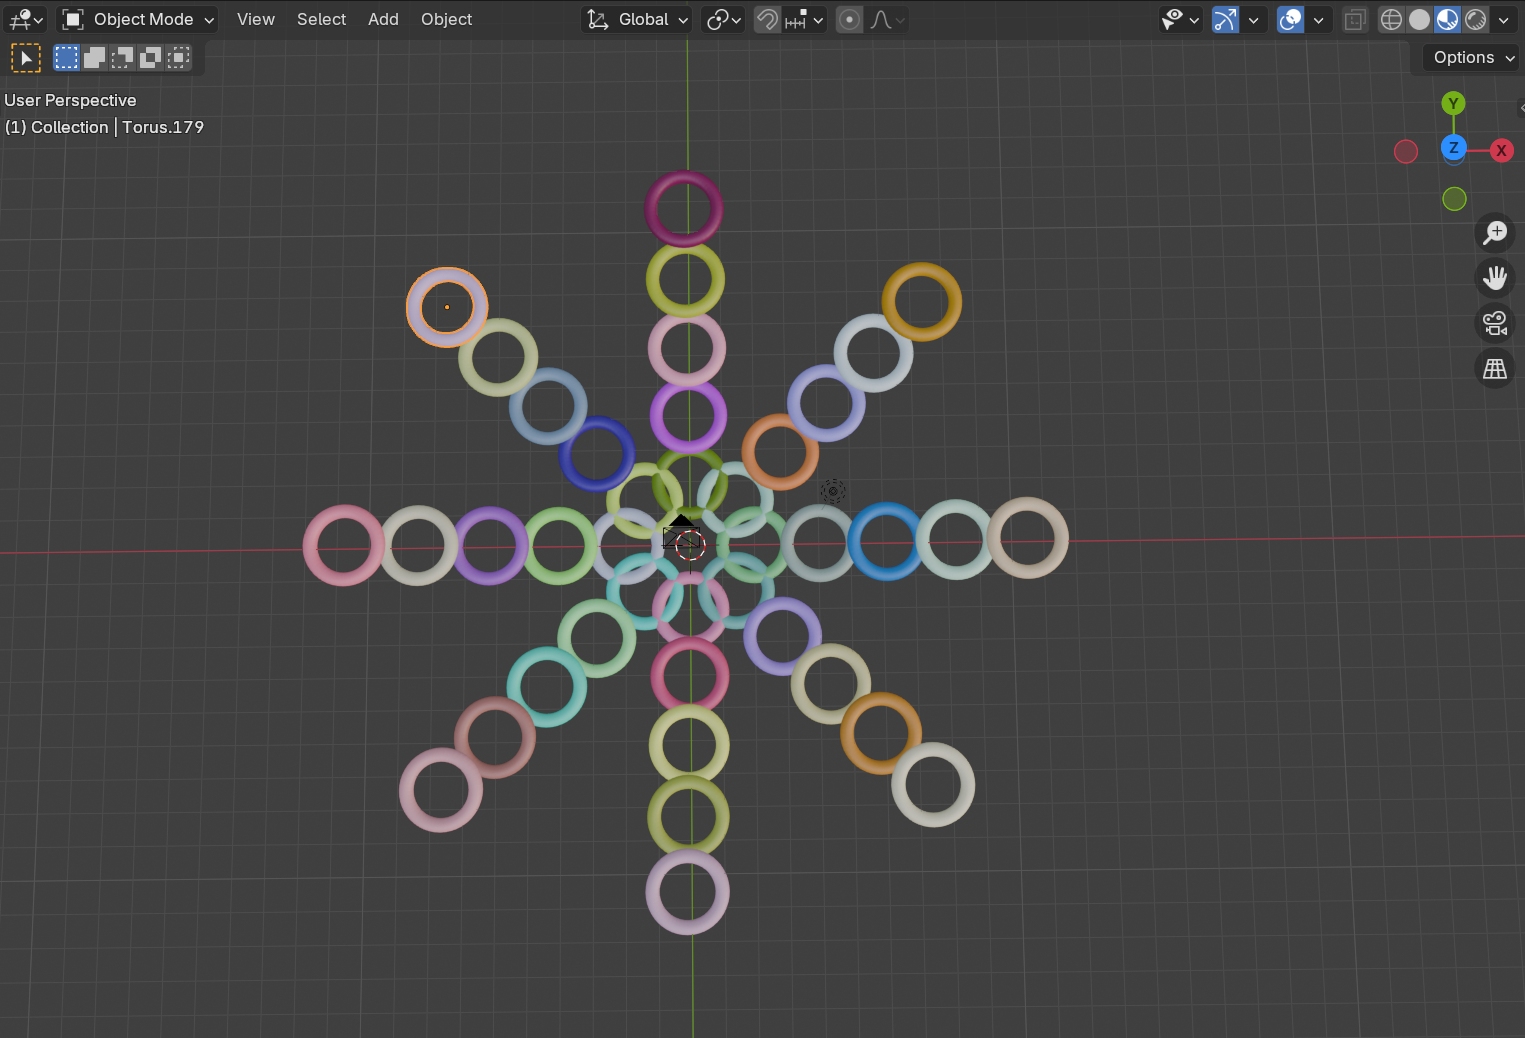 Object Mode View Select Add Object Global
Options
User Perspective
(1) Collection | Torus.179
Y
Z X